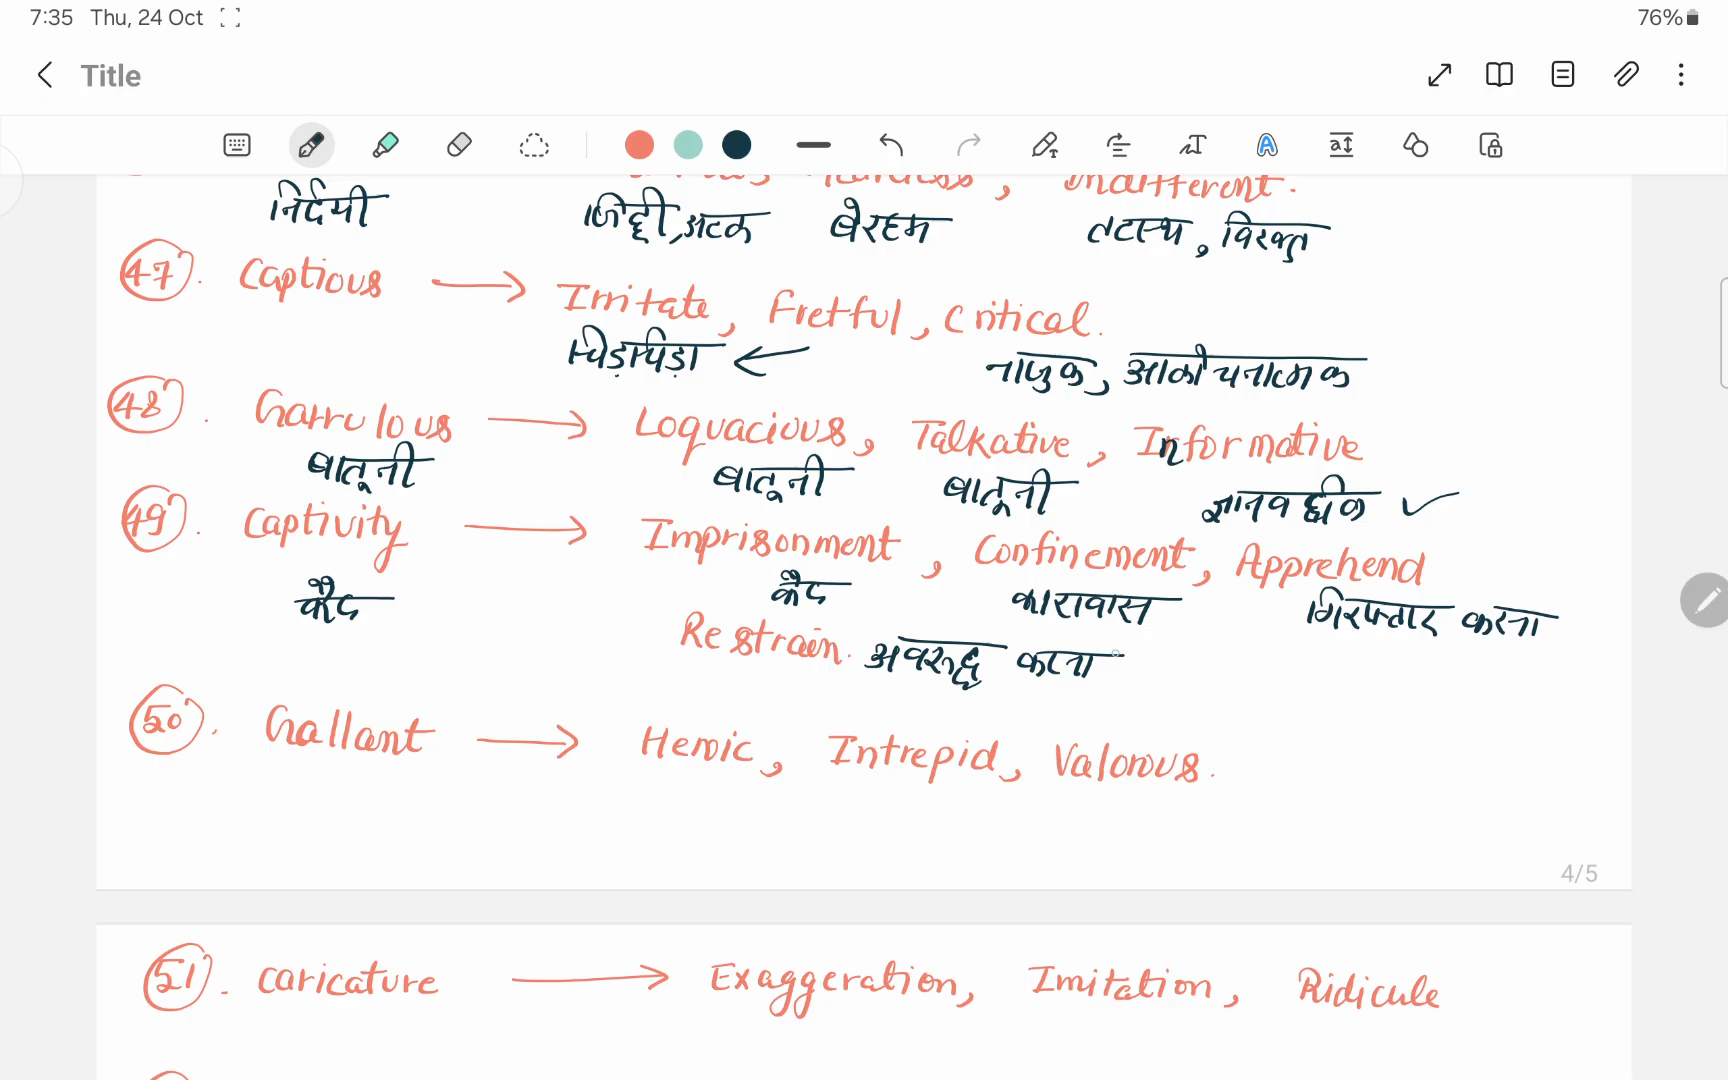 7:35 Thu, 24 Oct 76%
Title
indifferent.
निर्दयी जिद्दी, अटल बेरहम तटस्थ, विरक्त
47. Captious → Irritate, Fretful, Critical.
चिड़चिड़ा ← नाजुक, आलोचनात्मक
48. Garrulous → Loquacious, Talkative, Informative
बातूनी बातूनी बातूनी ज्ञानवर्धक ✓
49. Captivity → Imprisonment, Confinement, Apprehend
कैद कैद कारावास गिरफ्तार करना
Restrain. अवरुद्ध करना
50. Gallant → Heroic, Intrepid, Valorous.
4/5
51. Caricature → Exaggeration, Imitation, Ridicule